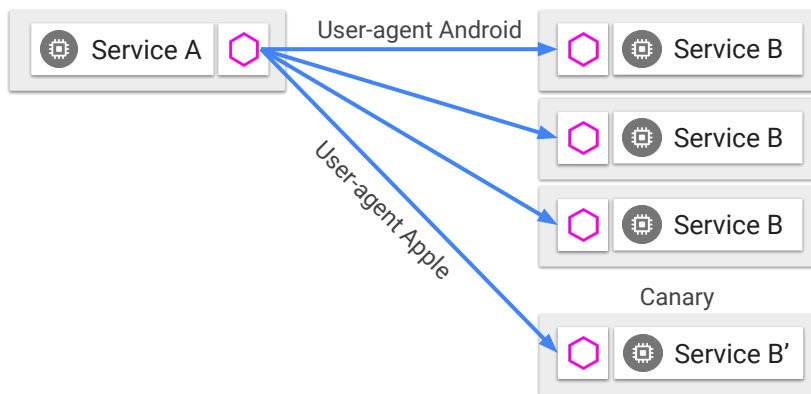 Service A
User-agent Android
Service B
Service B
User-agent Apple
Service B
Canary
Service B’